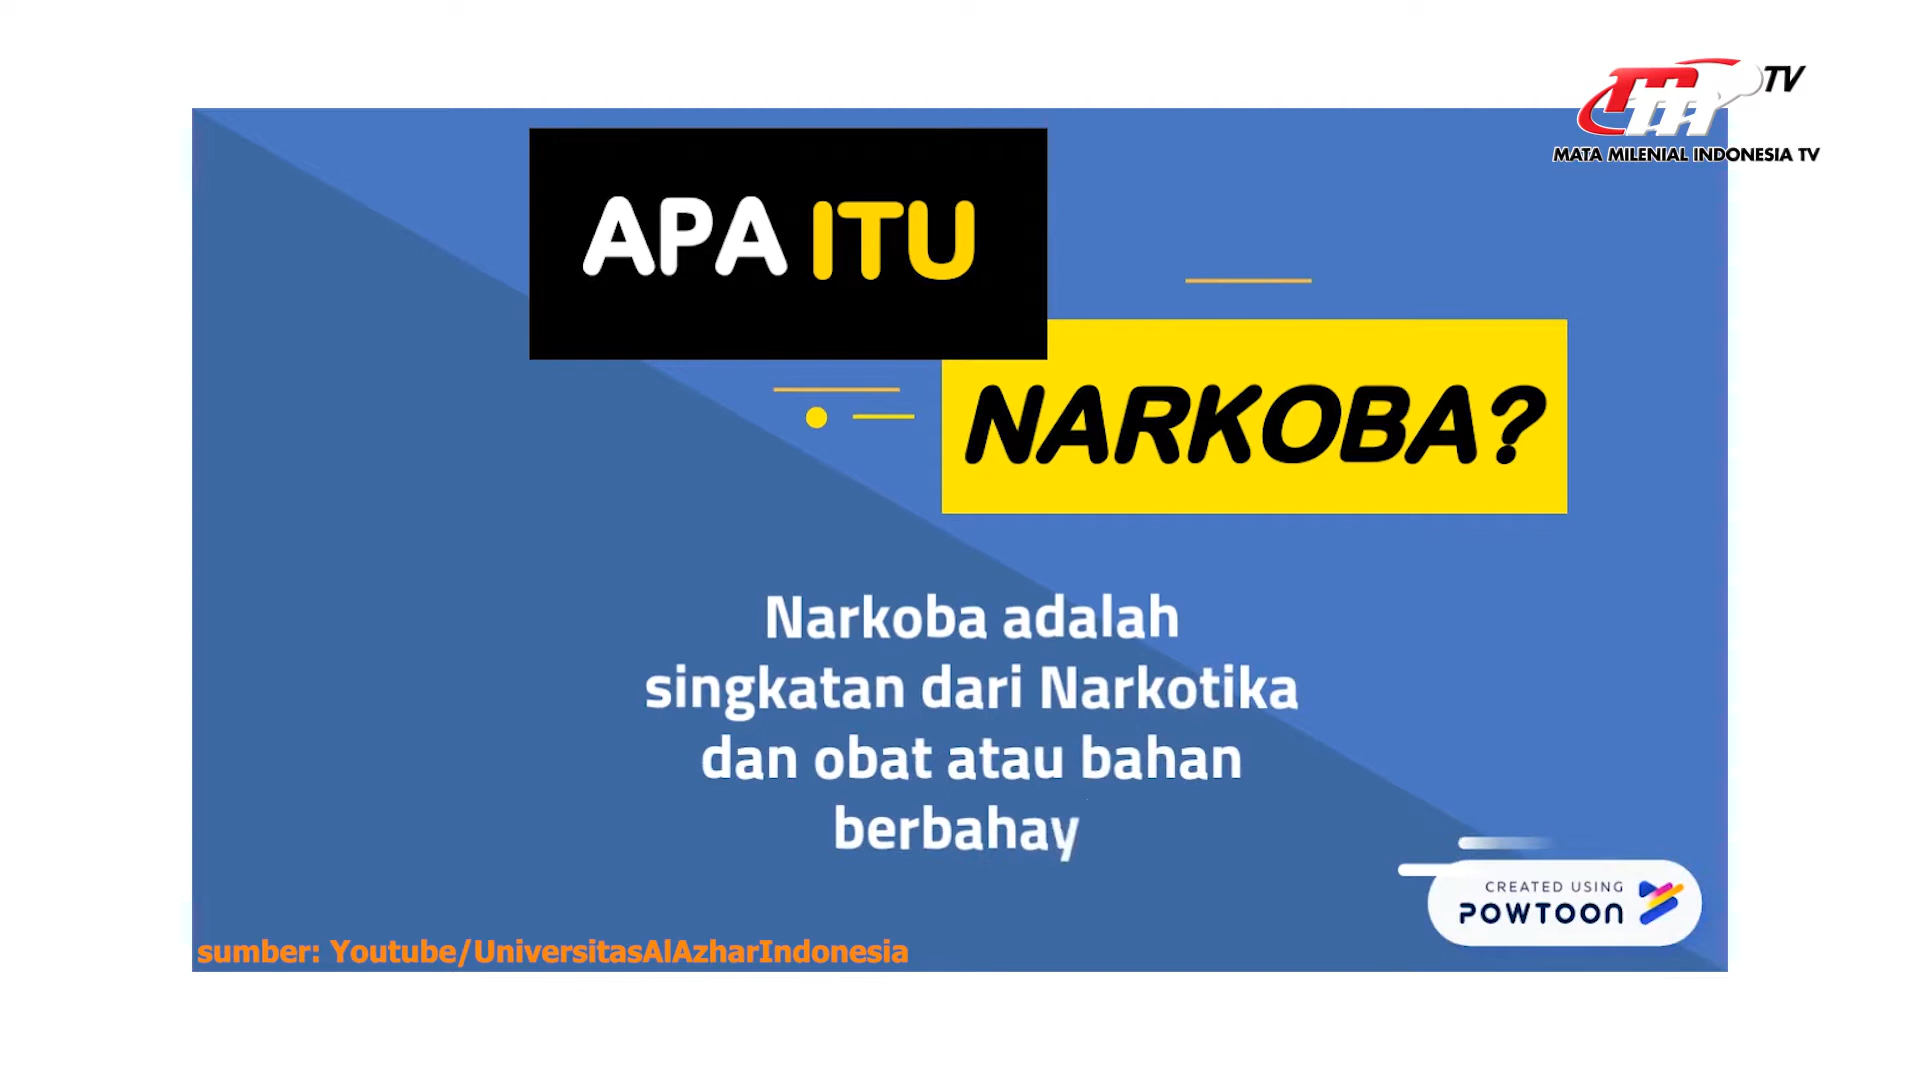 TV
MATA MILENIAL INDONESIA TV
APA ITU
NARKOBA?
Narkoba adalah
singkatan dari Narkotika
dan obat atau bahan
berbahay
CREATED USING
POWTOON
sumber: Youtube/UniversitasAlAzharIndonesia